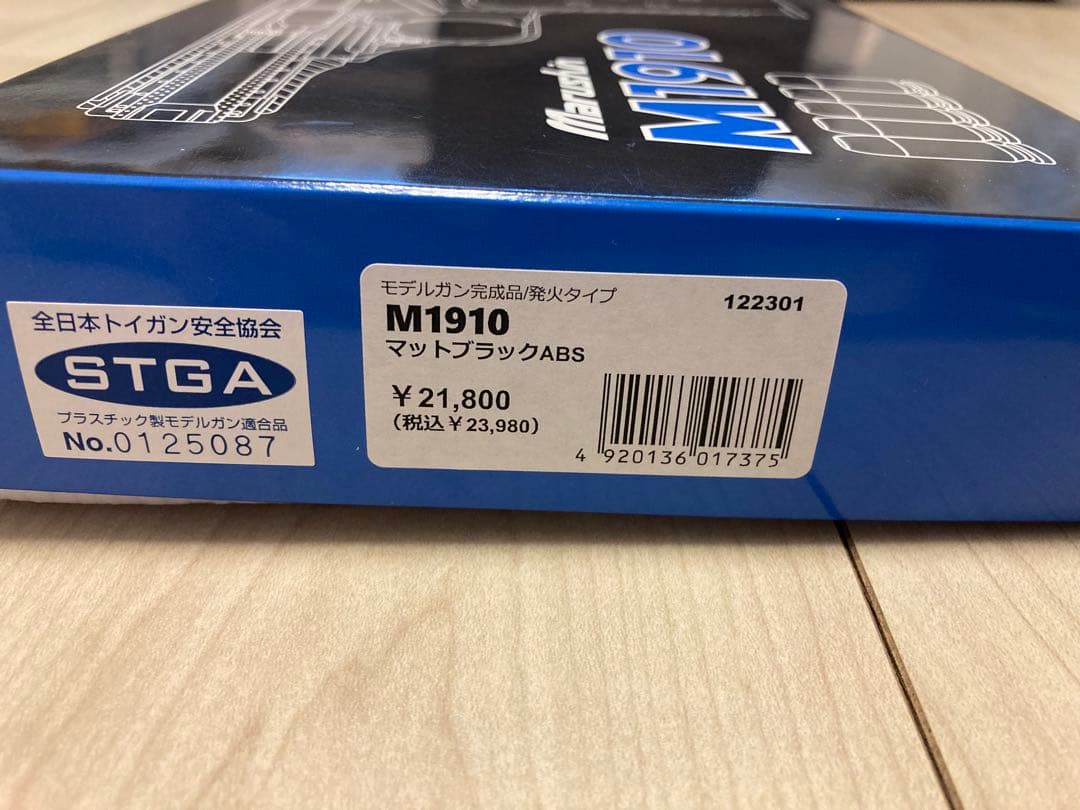 Marushin
M1910
全日本トイガン安全協会
STGA
プラスチック製モデルガン適合品
No.0125087
モデルガン完成品/発火タイプ
122301
M1910
マットブラックABS
￥21,800
(税込￥23,980)
4 920136 017375